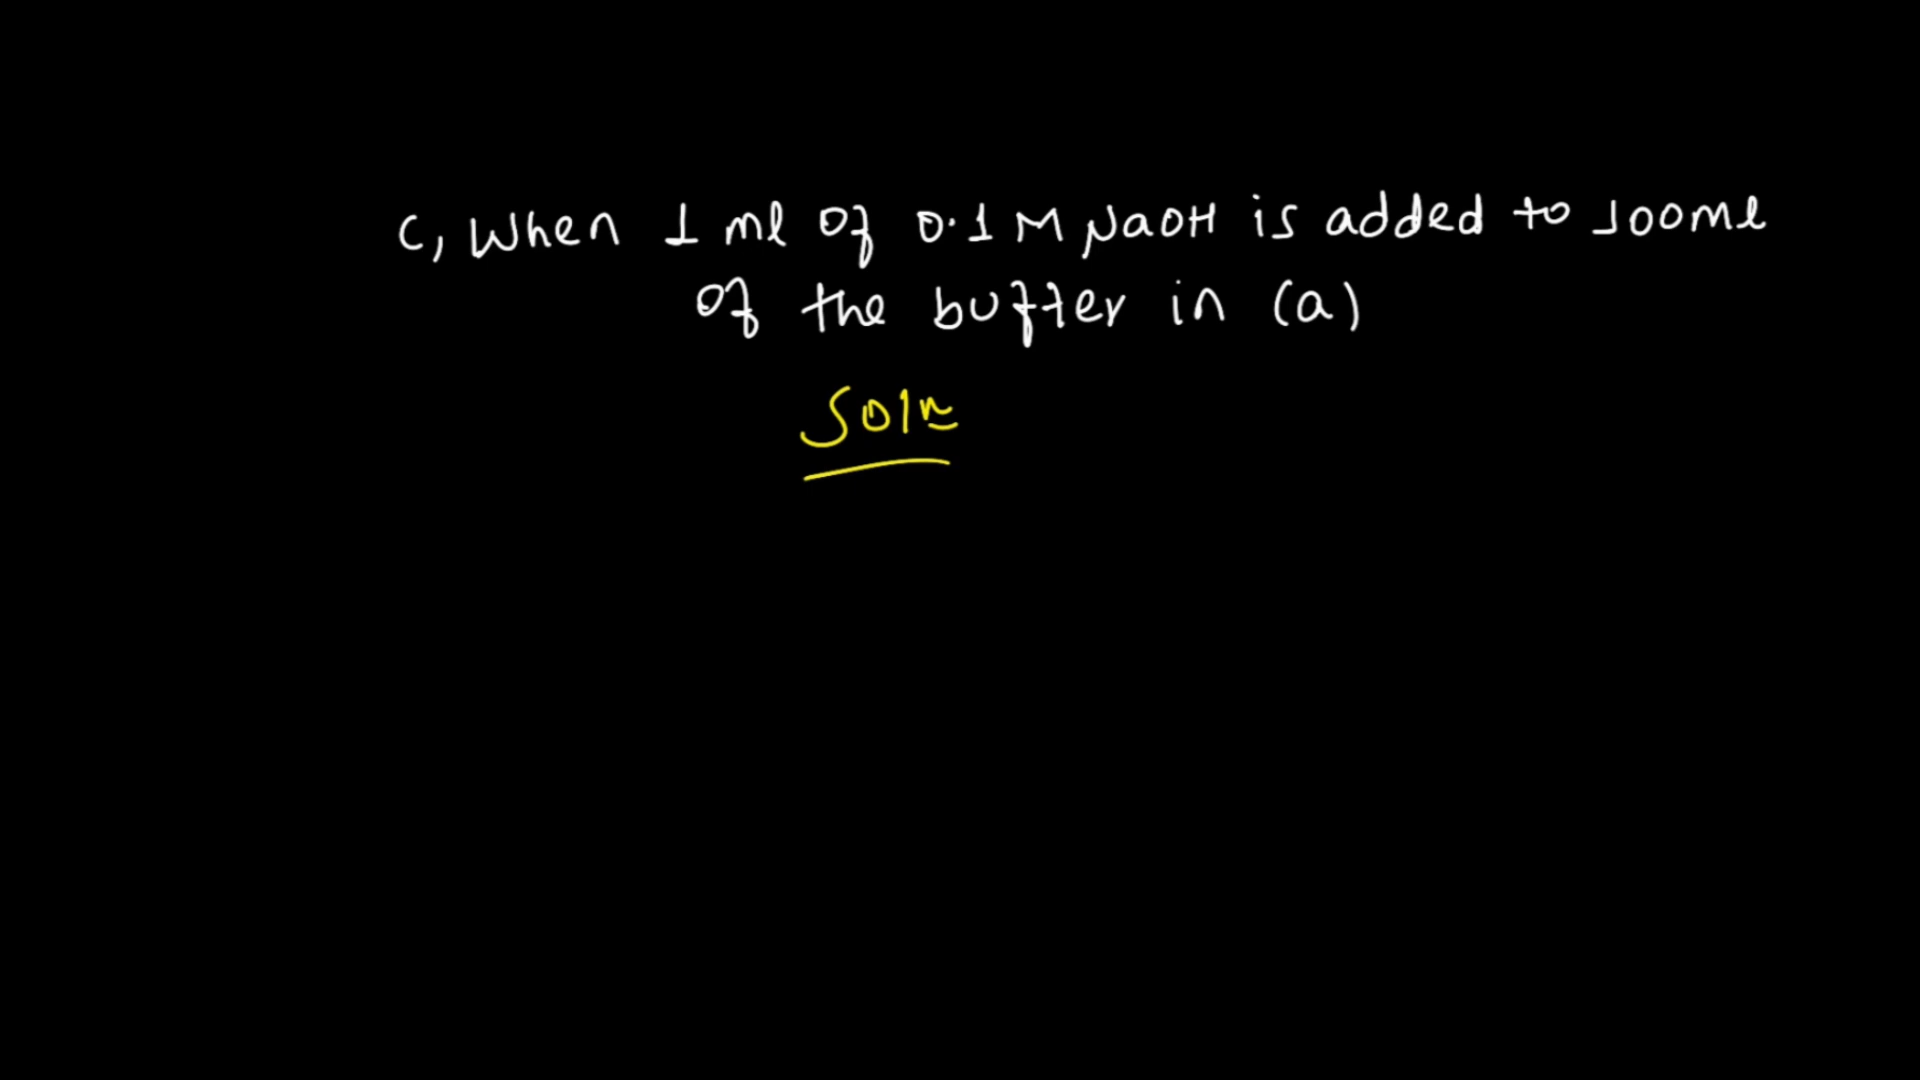 C, When 1 ml of 0.1 M NaOH is added to 100ml
of the buffer in (a)
Soln